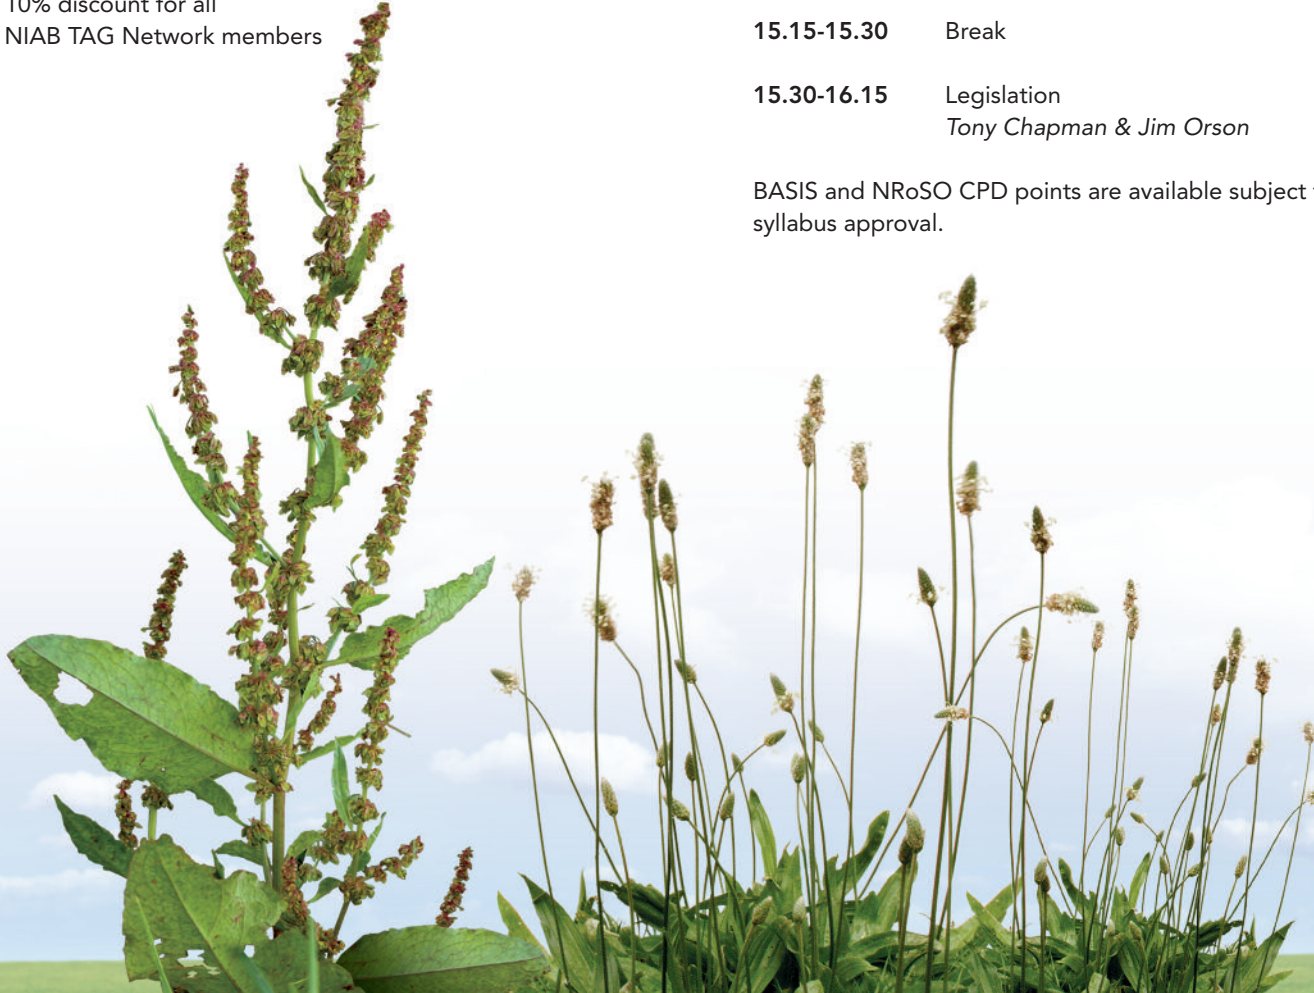 10% discount for all
NIAB TAG Network members
15.15-15.30 Break
15.30-16.15 Legislation
Tony Chapman & Jim Orson
BASIS and NRoSO CPD points are available subject
syllabus approval.